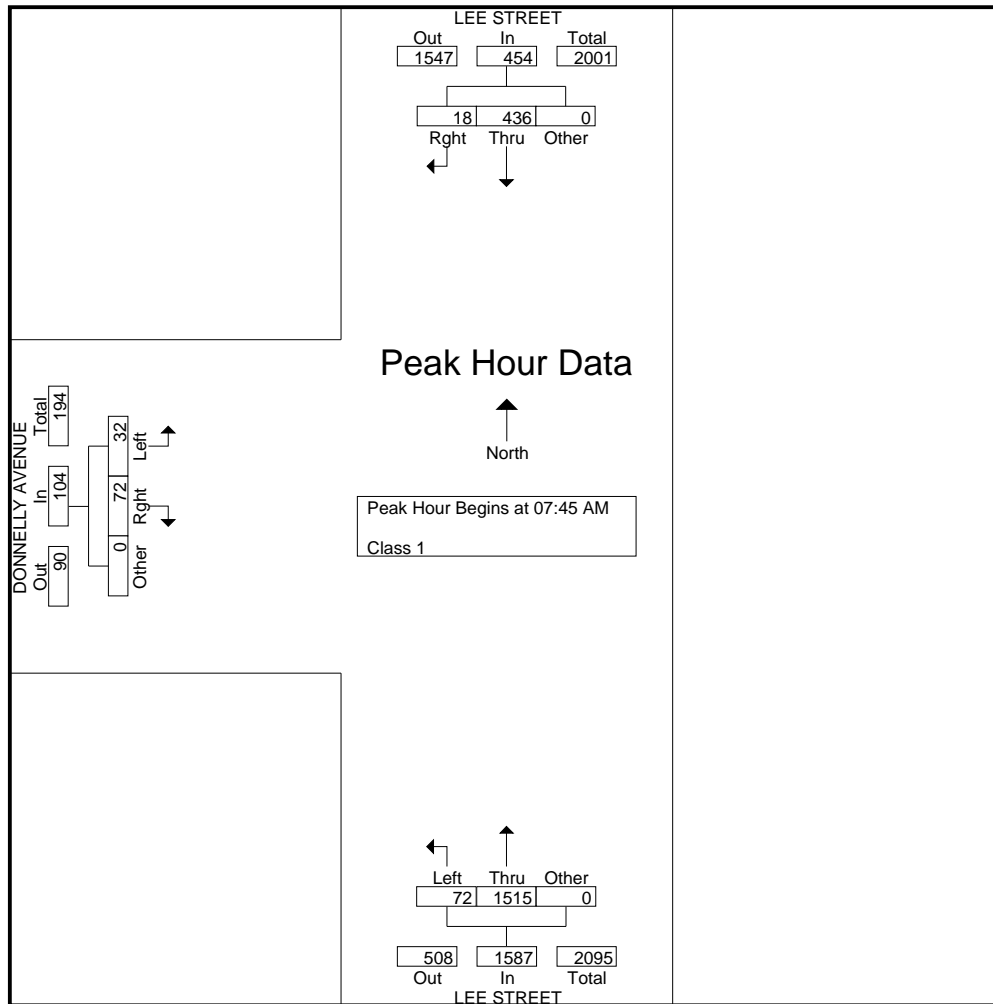 LEE STREET
Out In Total
1547 454 2001
18 436 0
Rght Thru Other
Peak Hour Data
North
Peak Hour Begins at 07:45 AM
Class 1
DONNELLY AVENUE
Out In Total
90 104 194
0 72 32
Other Rght Left
Left Thru Other
72 1515 0
508 1587 2095
Out In Total
LEE STREET